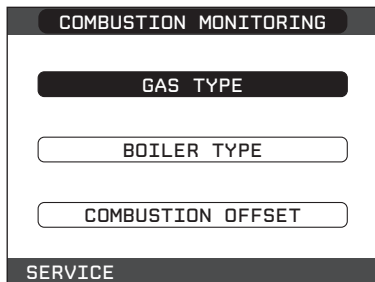 COMBUSTION MONITORING
GAS TYPE
BOILER TYPE
COMBUSTION OFFSET
SERVICE